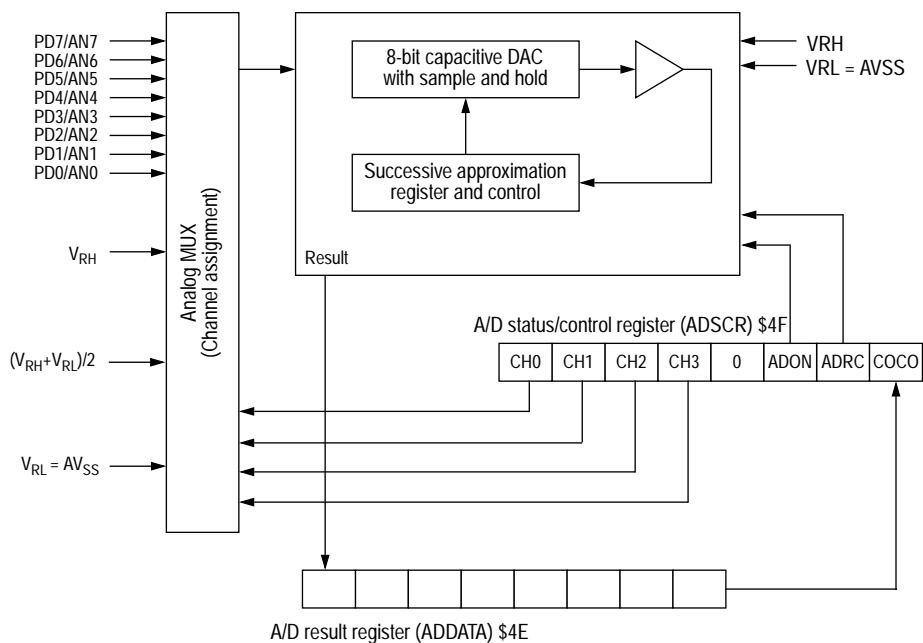 PD7/AN7
PD6/AN6
PD5/AN5
PD4/AN4
PD3/AN3
PD2/AN2
PD1/AN1
PD0/AN0
VRH
(VRH+VRL)/2
VRL = AVSS
Analog MUX
(Channel assignment)
8-bit capacitive DAC
with sample and hold
Successive approximation
register and control
Result
VRH
VRL = AVSS
A/D status/control register (ADSCR) $4F
CH0 CH1 CH2 CH3 0 ADON ADRC COCO
A/D result register (ADDATA) $4E